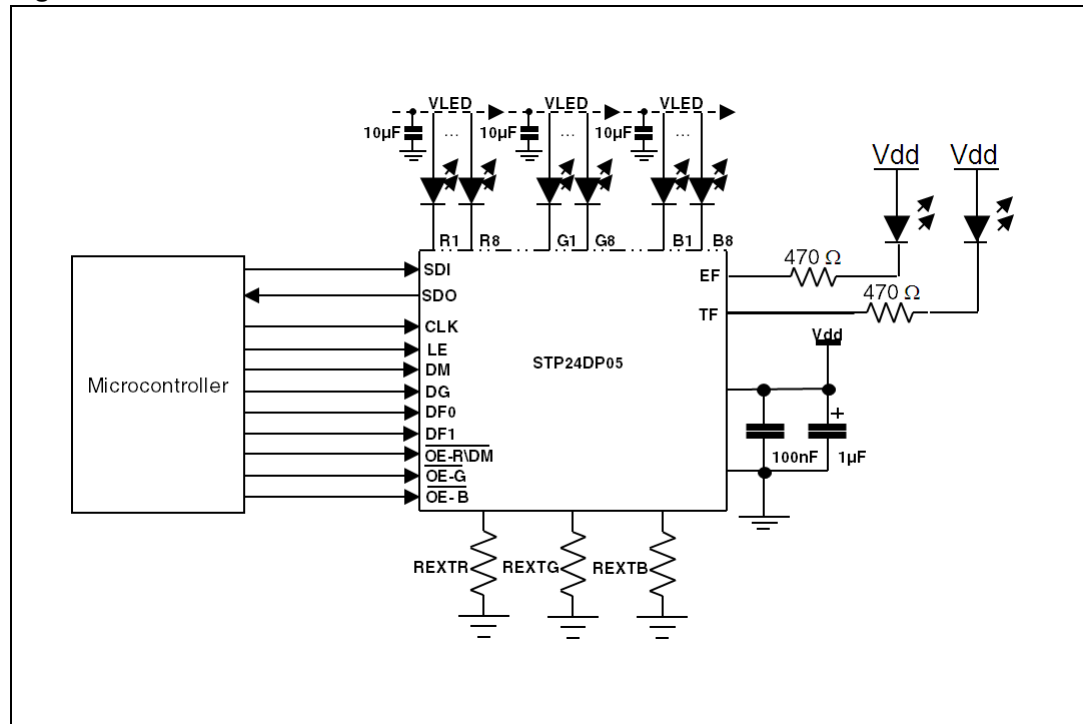 VLED VLED VLED
10µF ... 10µF ... 10µF ...
Vdd Vdd
R1 R8 G1 G8 B1 B8
470 Ω
SDI
EF
SDO
470 Ω
TF
CLK
Vdd
LE
STP24DP05
DM
Microcontroller
DG
DF0
DF1
+
OE-R\DM
100nF 1µF
OE-G
OE-B
REXTR REXTG REXTB